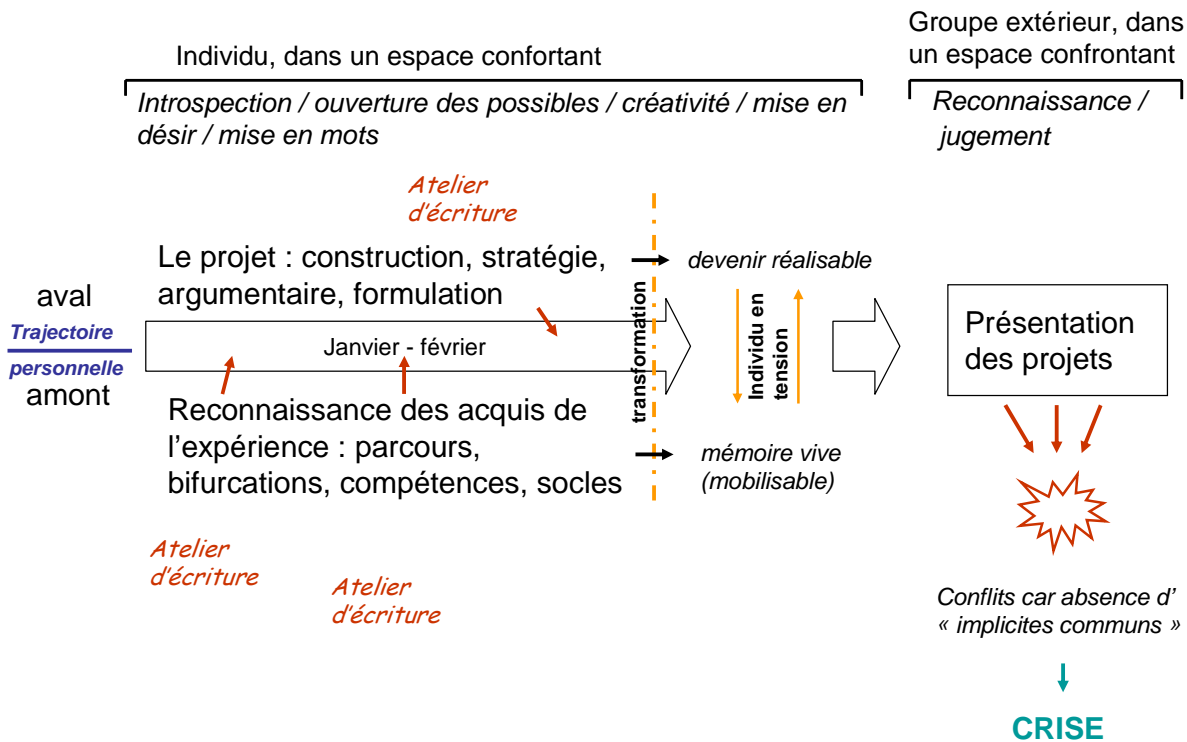 Individu, dans un espace confortant
Groupe extérieur, dans
un espace confrontant
Introspection / ouverture des possibles / créativité / mise en
désir / mise en mots
Reconnaissance /
jugement
Atelier
d'écriture
Le projet : construction, stratégie,
argumentaire, formulation
devenir réalisable
aval
Trajectoire
personnelle
amont
Janvier - février
transformation
Individu en
tension
Présentation
des projets
Reconnaissance des acquis de
l'expérience : parcours,
bifurcations, compétences, socles
mémoire vive
(mobilisable)
Atelier
d'écriture
Atelier
d'écriture
Conflits car absence d'
« implicites communs »
CRISE